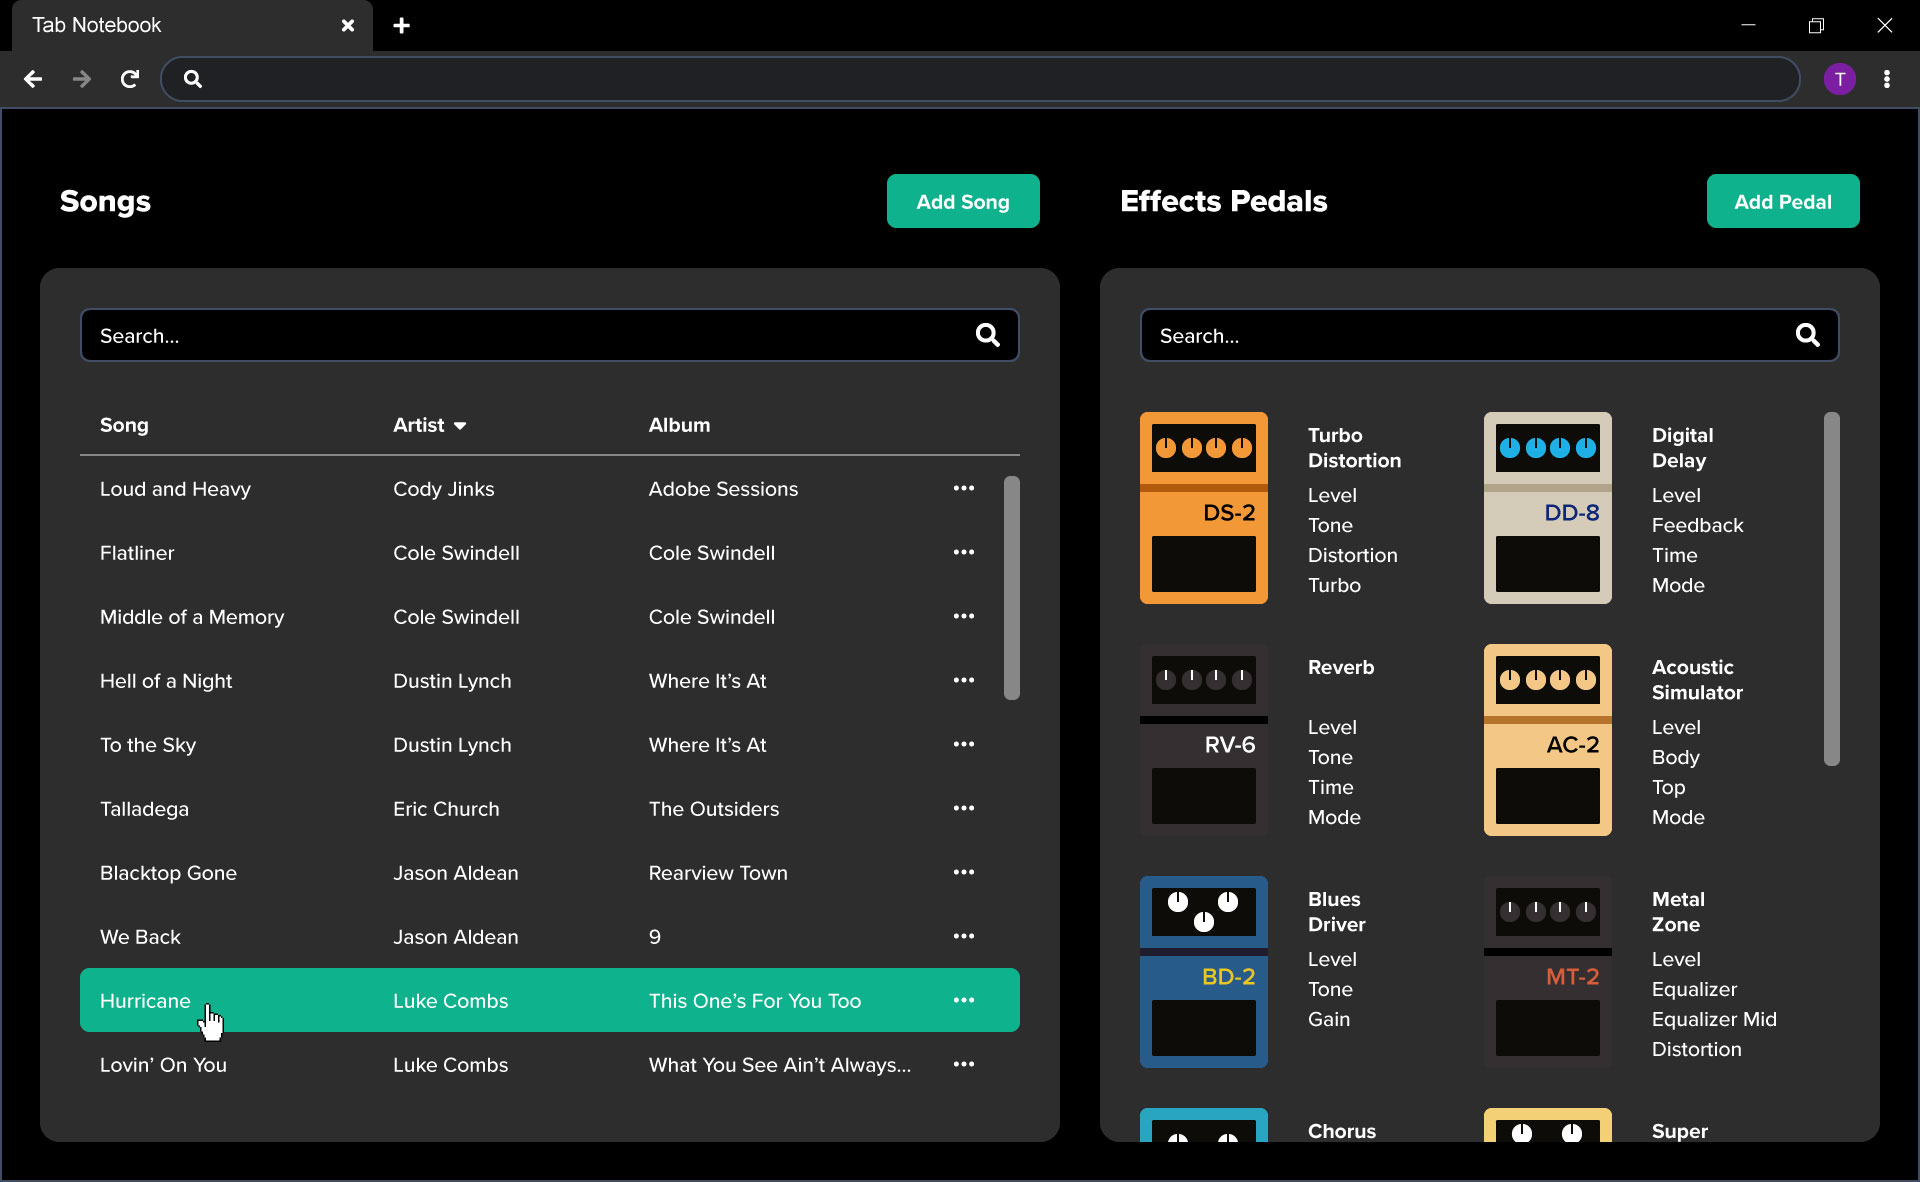 Tab Notebook
T
Songs
Add Song
Effects Pedals
Add Pedal
Search...
Song Artist Album
Loud and Heavy Cody Jinks Adobe Sessions
Flatliner Cole Swindell Cole Swindell
Middle of a Memory Cole Swindell Cole Swindell
Hell of a Night Dustin Lynch Where It’s At
To the Sky Dustin Lynch Where It’s At
Talladega Eric Church The Outsiders
Blacktop Gone Jason Aldean Rearview Town
We Back Jason Aldean 9
Hurricane Luke Combs This One’s For You Too
Lovin’ On You Luke Combs What You See Ain’t Always...
Search...
DS-2
Turbo
Distortion
Level
Tone
Distortion
Turbo
DD-8
Digital
Delay
Level
Feedback
Time
Mode
RV-6
Reverb
Level
Tone
Time
Mode
AC-2
Acoustic
Simulator
Level
Body
Top
Mode
BD-2
Blues
Driver
Level
Tone
Gain
MT-2
Metal
Zone
Level
Equalizer
Equalizer Mid
Distortion
Chorus
Super